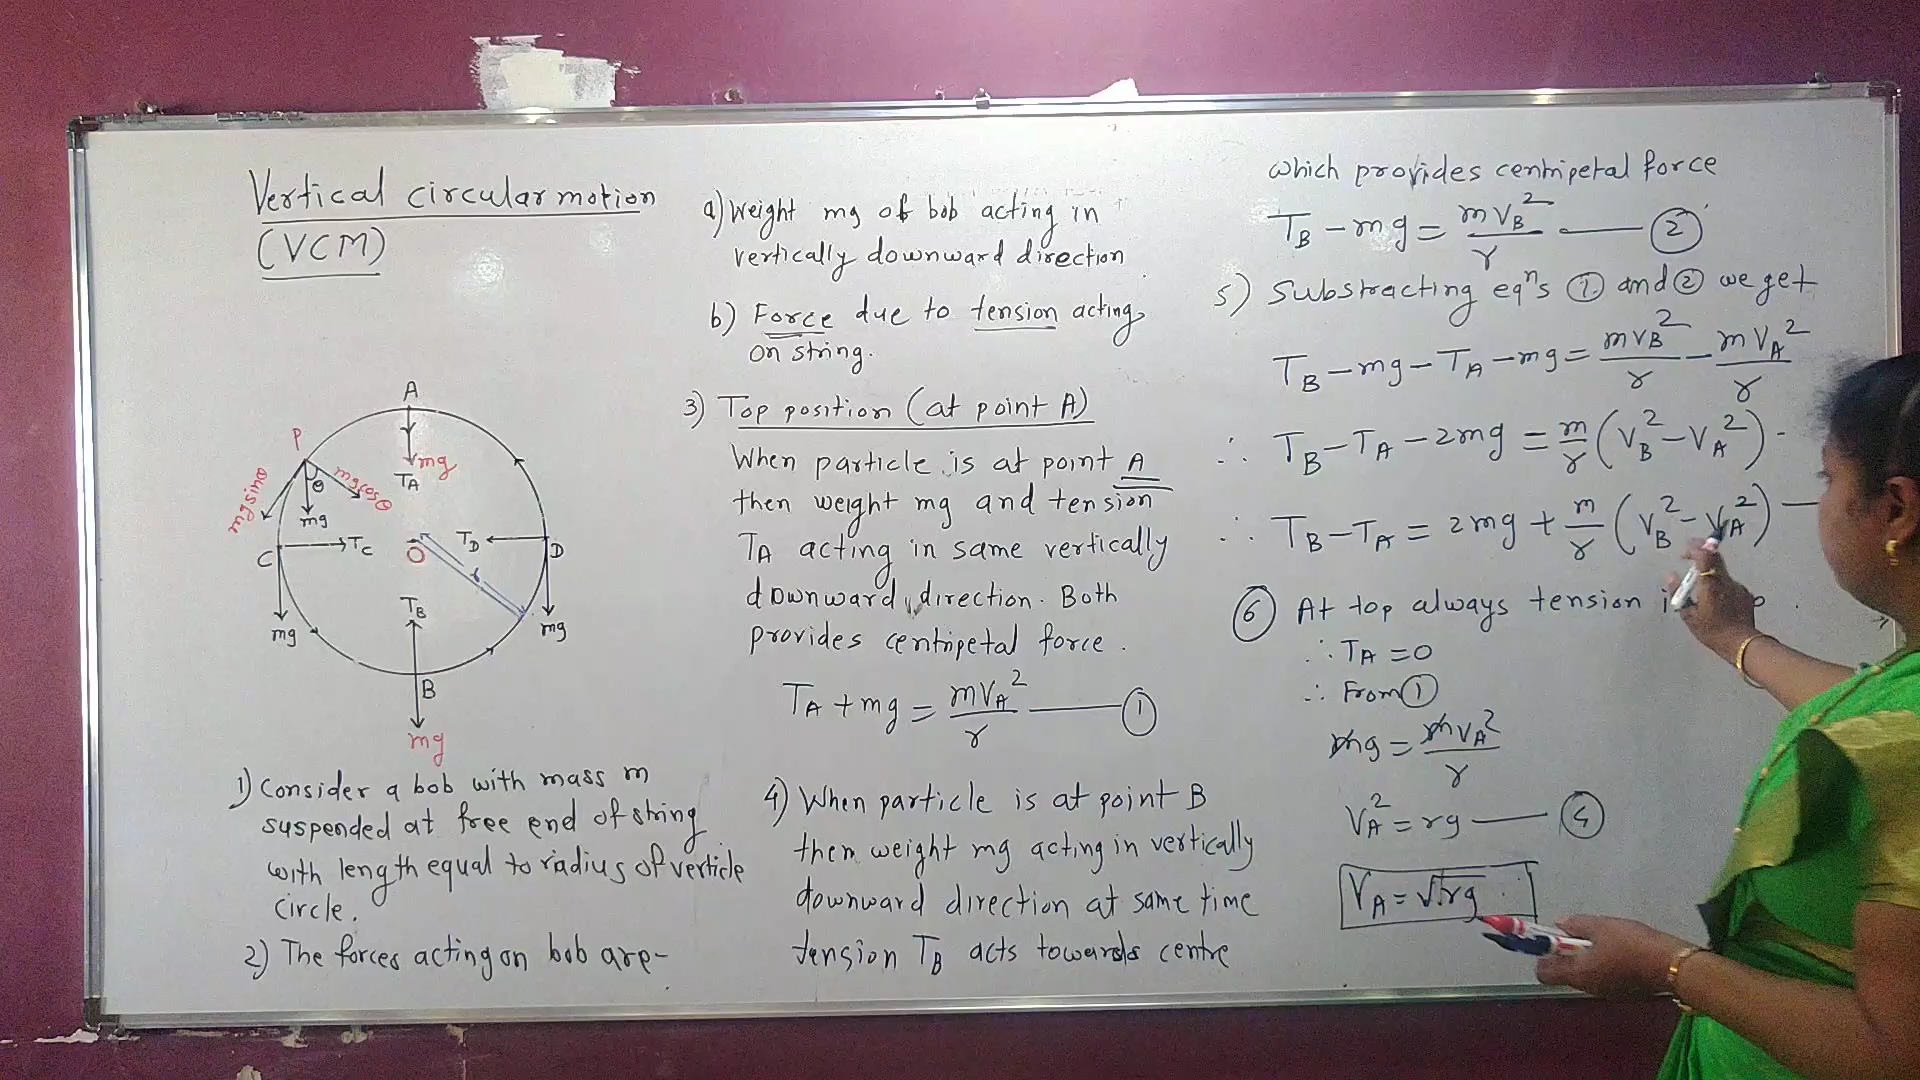 Vertical circular motion
(VCM)
A
P
θ
mg sinθ
mg cosθ
mg
mg
TA
C
TC
O
TD
D
r
mg
TB
mg
B
mg
1) Consider a bob with mass m
suspended at free end of string
with length equal to radius of verticle
circle.
2) The forces acting on bob are-
a) Weight mg of bob acting in
vertically downward direction
b) Force due to tension acting
on string.
3) Top position (at point A)
When particle is at point A
then weight mg and tension
TA acting in same vertically
downward direction. Both
provides centripetal force.
TA + mg = mVA²/r — ①
4) When particle is at point B
then weight mg acting in vertically
downward direction at same time
tension TB acts towards centre
which provides centripetal force
TB - mg = mVB²/r — ②
5) Substracting eqⁿs ① and ② we get
TB - mg - TA - mg = mVB²/r - mVA²/r
∴ TB - TA - 2mg = m/r (VB² - VA²)
∴ TB - TA = 2mg + m/r (VB² - VA²) —
⑥ At top always tension
∴ TA = 0
∴ From ①
mg = mVA²/r
VA² = rg — ④
VA = √rg